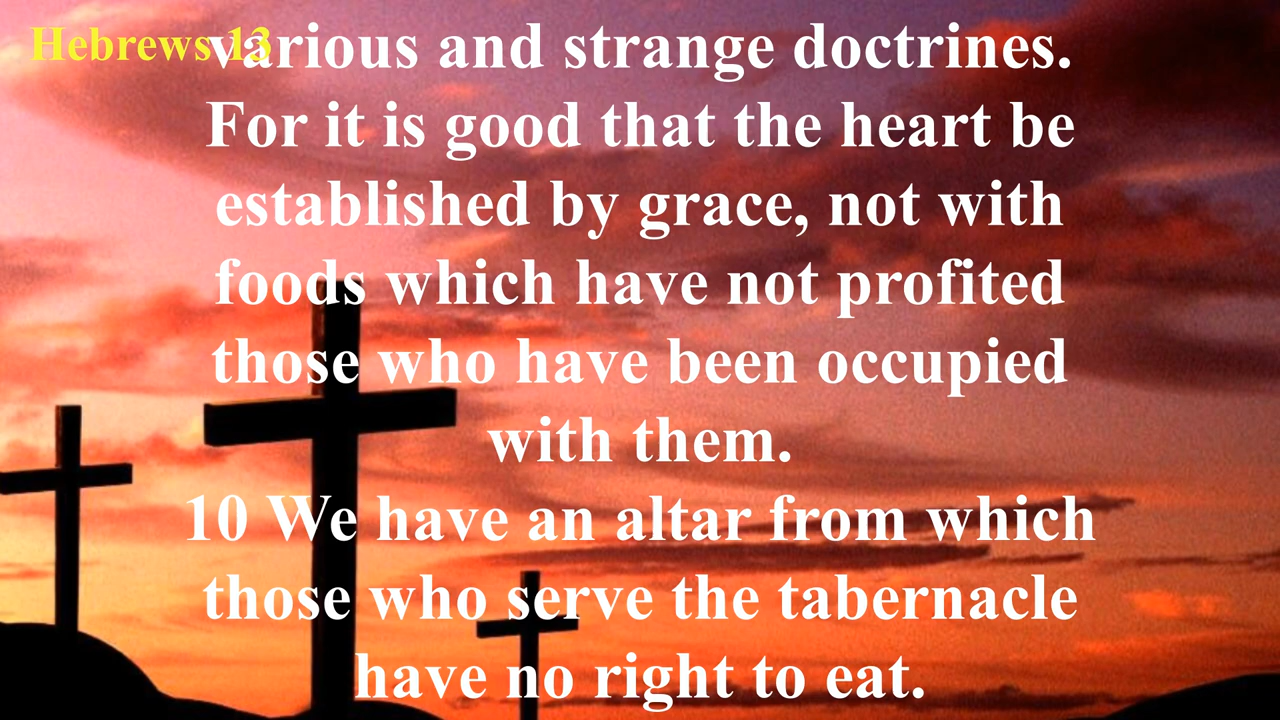 Hebrews 13
various and strange doctrines.
For it is good that the heart be
established by grace, not with
foods which have not profited
those who have been occupied
with them.
10 We have an altar from which
those who serve the tabernacle
have no right to eat.